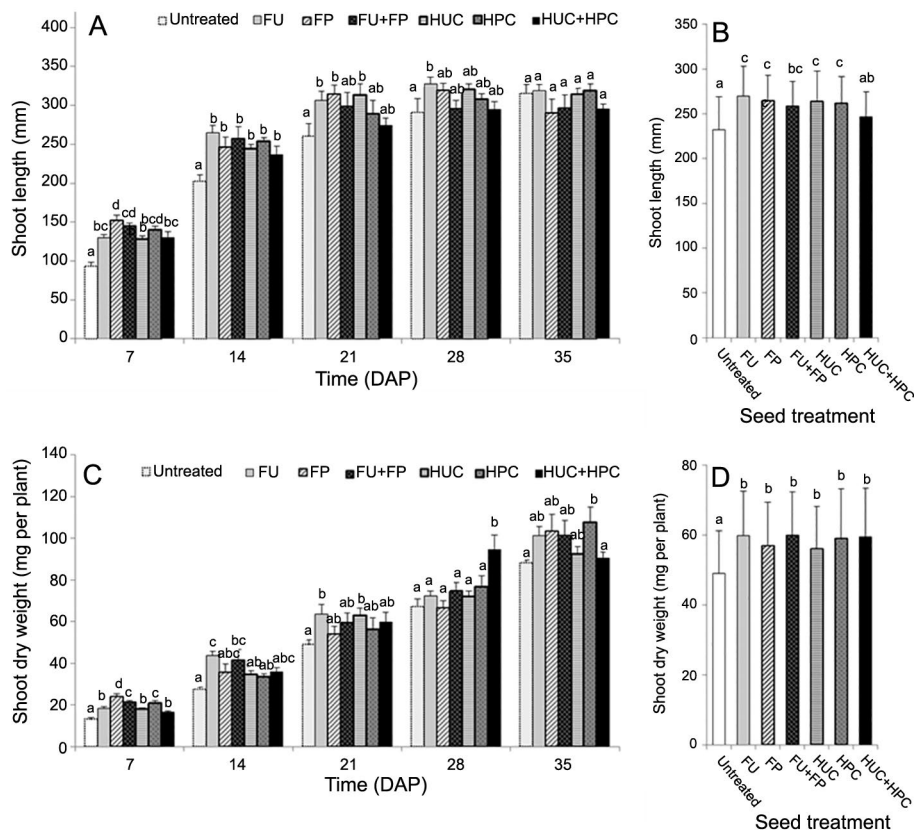 A
Untreated FU FP FU+FP HUC HPC HUC+HPC
Shoot length (mm)
400
350
300
250
200
150
100
50
0
a bc d cd b bcd bc
a b b b b b b
a b b ab b ab ab
a b ab ab ab ab ab
a a a a a a a
7 14 21 28 35
Time (DAP)
B
Shoot length (mm)
350
300
250
200
150
100
50
0
a c c bc c c ab
Untreated FU FP FU+FP HUC HPC HUC+HPC
Seed treatment
C
Untreated FU FP FU+FP HUC HPC HUC+HPC
Shoot dry weight (mg per plant)
140
120
100
80
60
40
20
0
a b d c b c b
a c abc bc ab ab abc
a b ab ab b ab ab
a a a a a a b
a ab ab ab ab b a
7 14 21 28 35
Time (DAP)
D
Shoot dry weight (mg per plant)
80
60
40
20
0
a b b b b b b
Untreated FU FP FU+FP HUC HPC HUC+HPC
Seed treatment